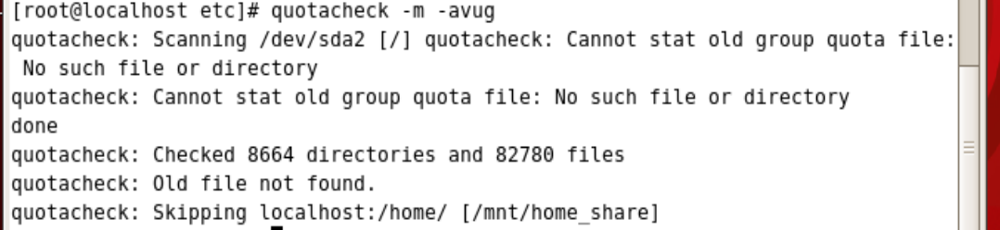 [root@localhost etc]# quotacheck -m -avug
quotacheck: Scanning /dev/sda2 [/] quotacheck: Cannot stat old group quota file:
 No such file or directory
quotacheck: Cannot stat old group quota file: No such file or directory
done
quotacheck: Checked 8664 directories and 82780 files
quotacheck: Old file not found.
quotacheck: Skipping localhost:/home/ [/mnt/home_share]